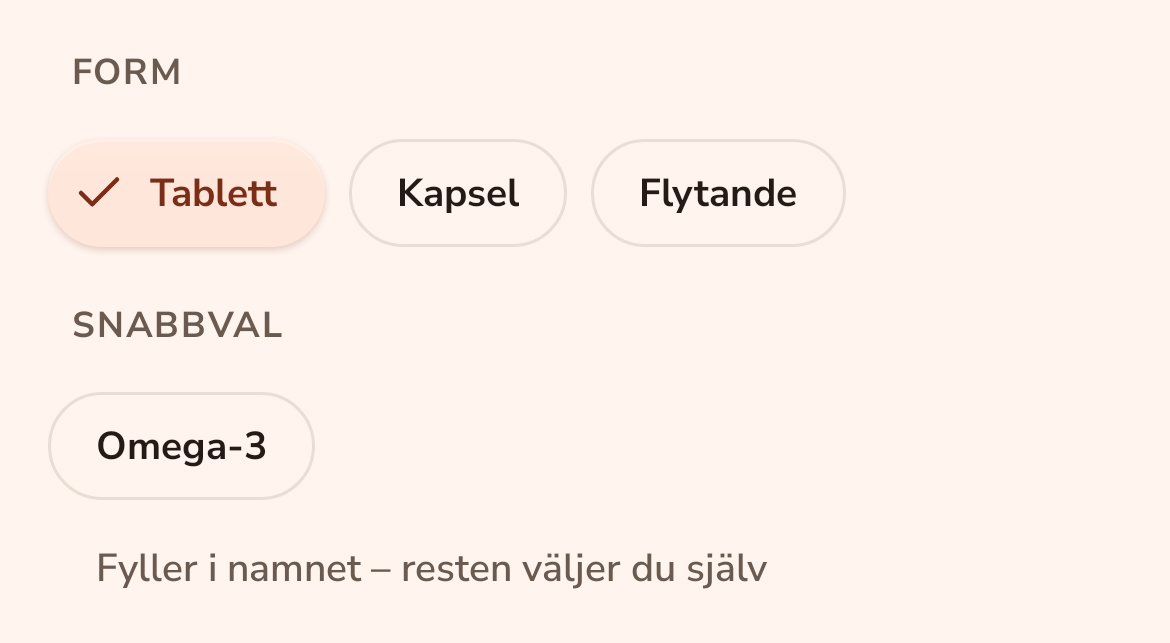 FORM
Tablett Kapsel Flytande
SNABBVAL
Omega-3
Fyller i namnet – resten väljer du själv